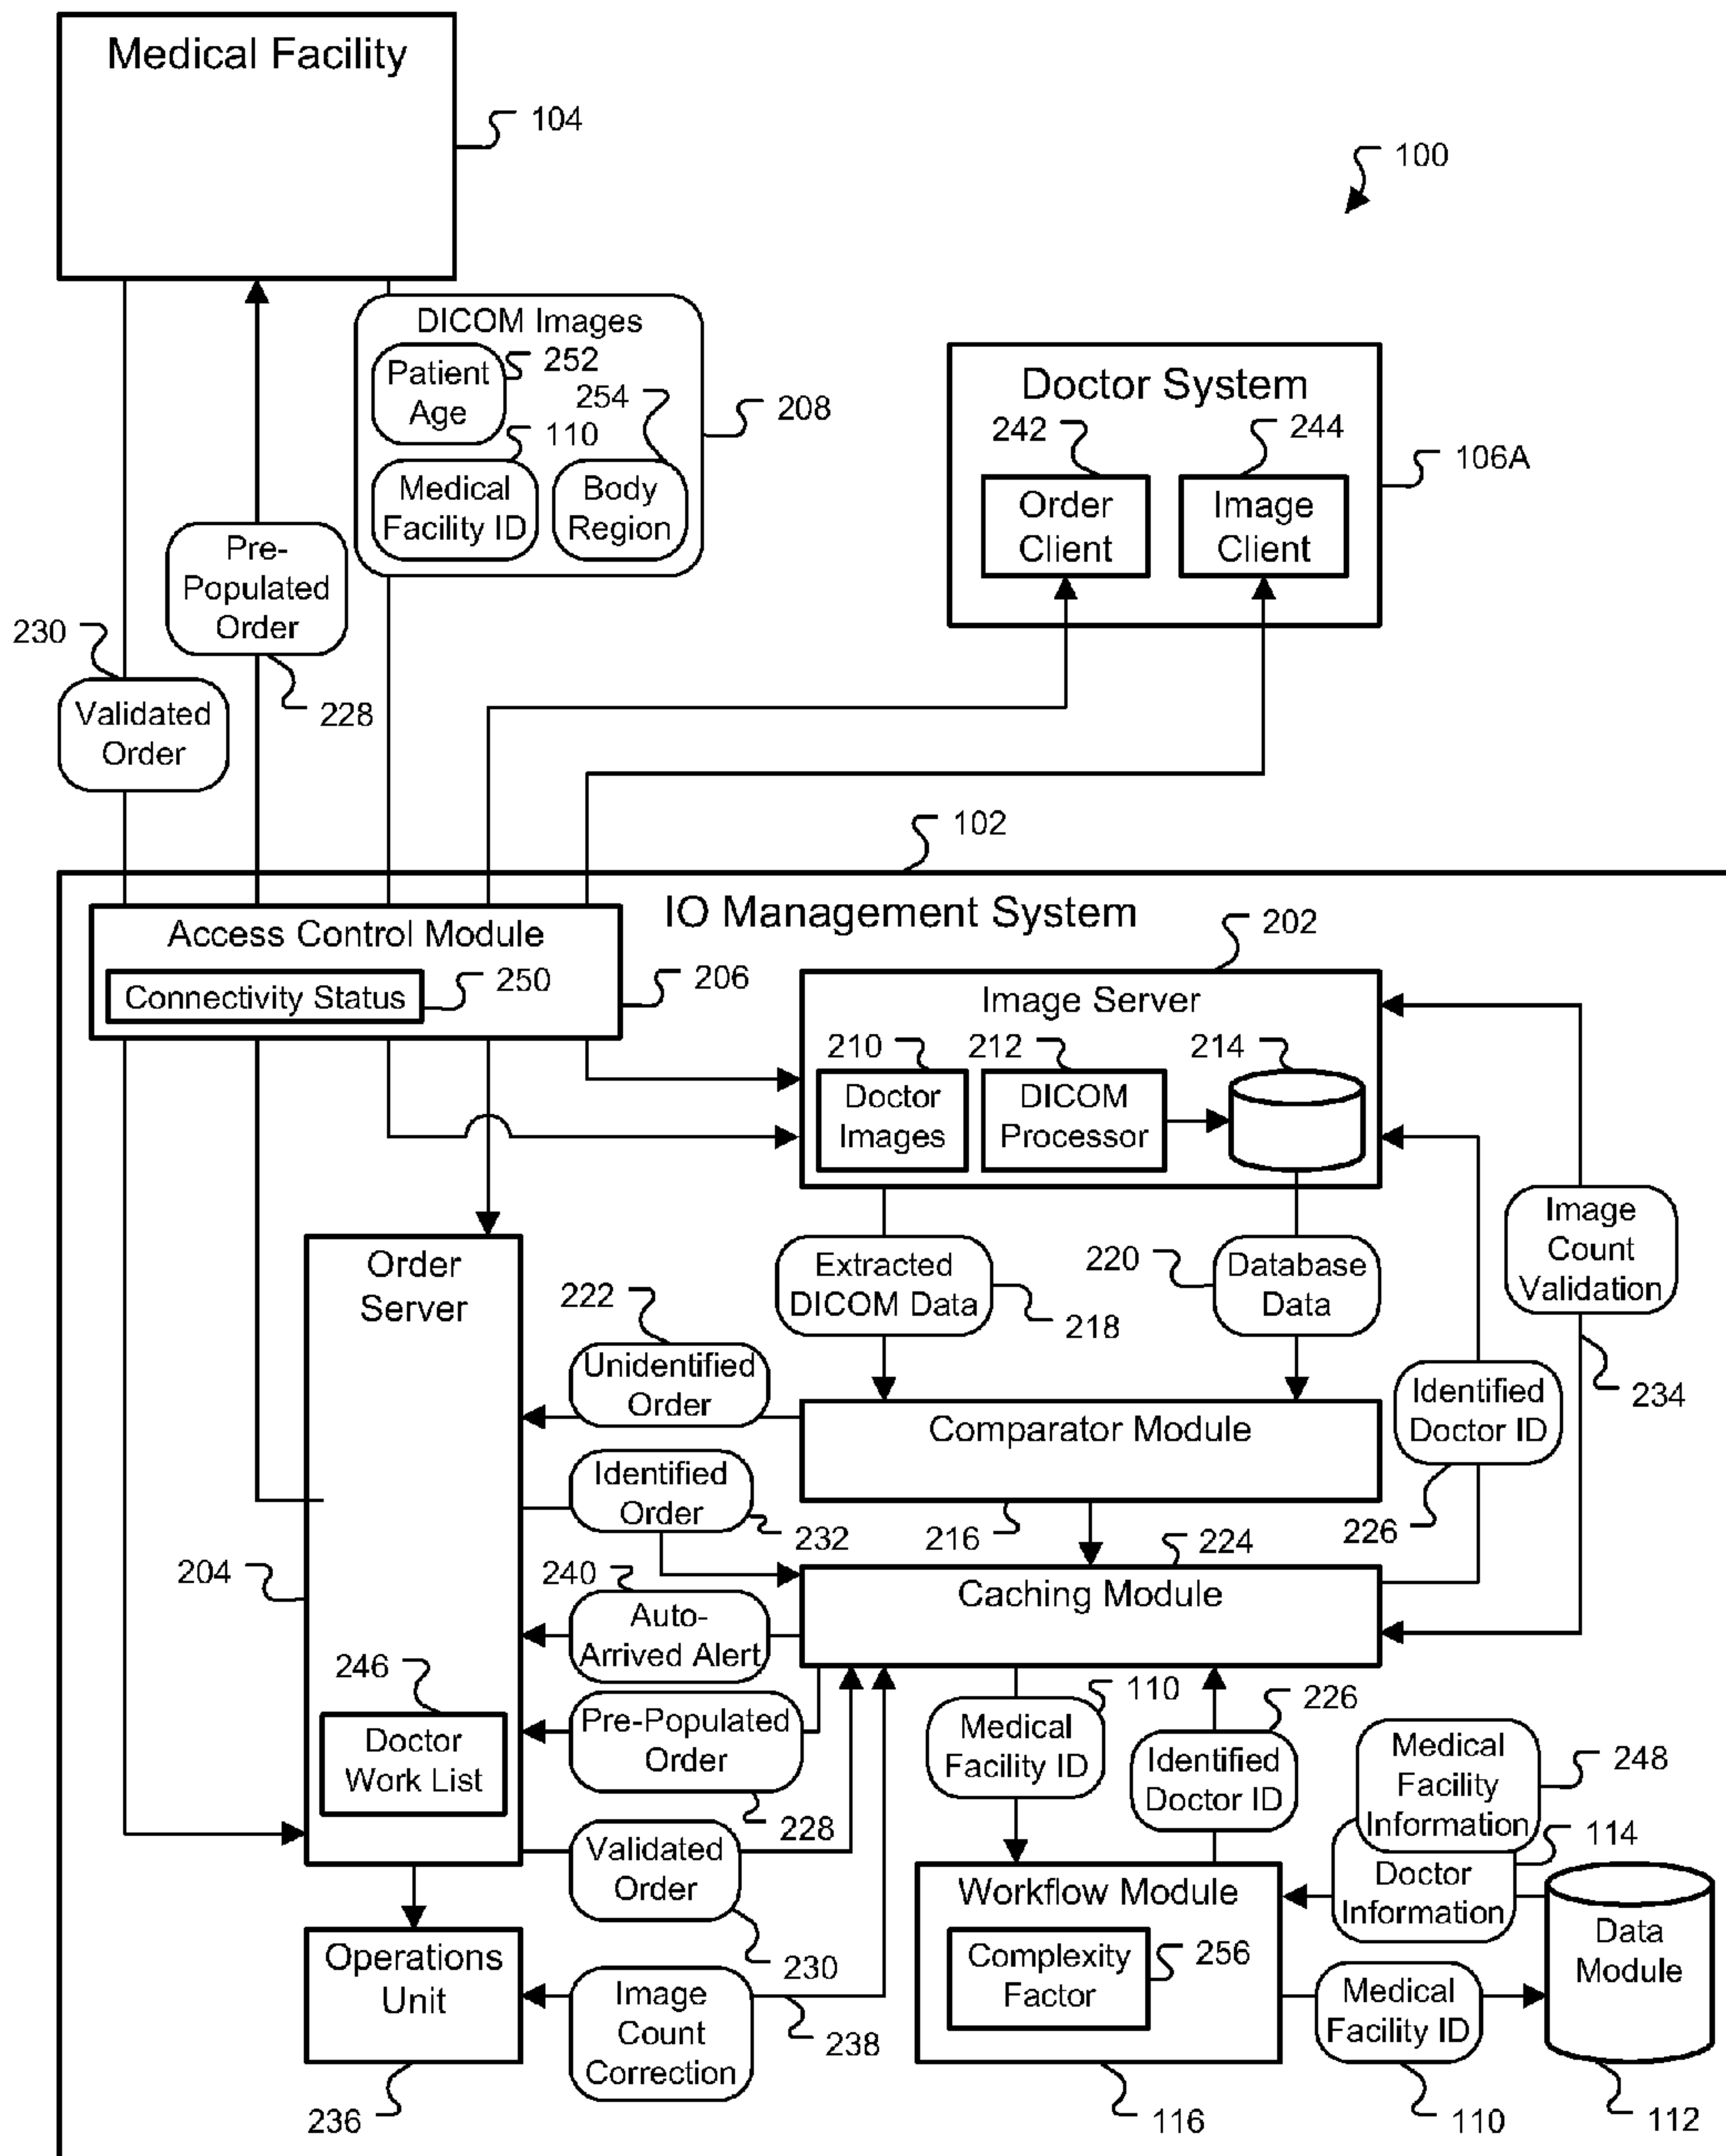 Medical Facility
104
100
DICOM Images
Patient
Age
252
254
110
Medical
Facility ID
Body
Region
208
Doctor System
242
244
Order
Client
Image
Client
106A
Pre-
Populated
Order
228
230
Validated
Order
102
IO Management System
Access Control Module
Connectivity Status
250
206
202
Image Server
210
212
214
Doctor
Images
DICOM
Processor
Order
Server
Extracted
DICOM Data
218
220
Database
Data
Image
Count
Validation
234
222
Unidentified
Order
Comparator Module
216
Identified
Doctor ID
226
Identified
Order
232
224
Caching Module
204
240
Auto-
Arrived Alert
246
Doctor
Work List
Pre-Populated
Order
228
Medical
Facility ID
110
226
Identified
Doctor ID
Medical
Facility
Information
248
114
Doctor
Information
Validated
Order
230
Workflow Module
Complexity
Factor
256
Data
Module
Operations
Unit
236
Image
Count
Correction
238
Medical
Facility ID
116
110
112